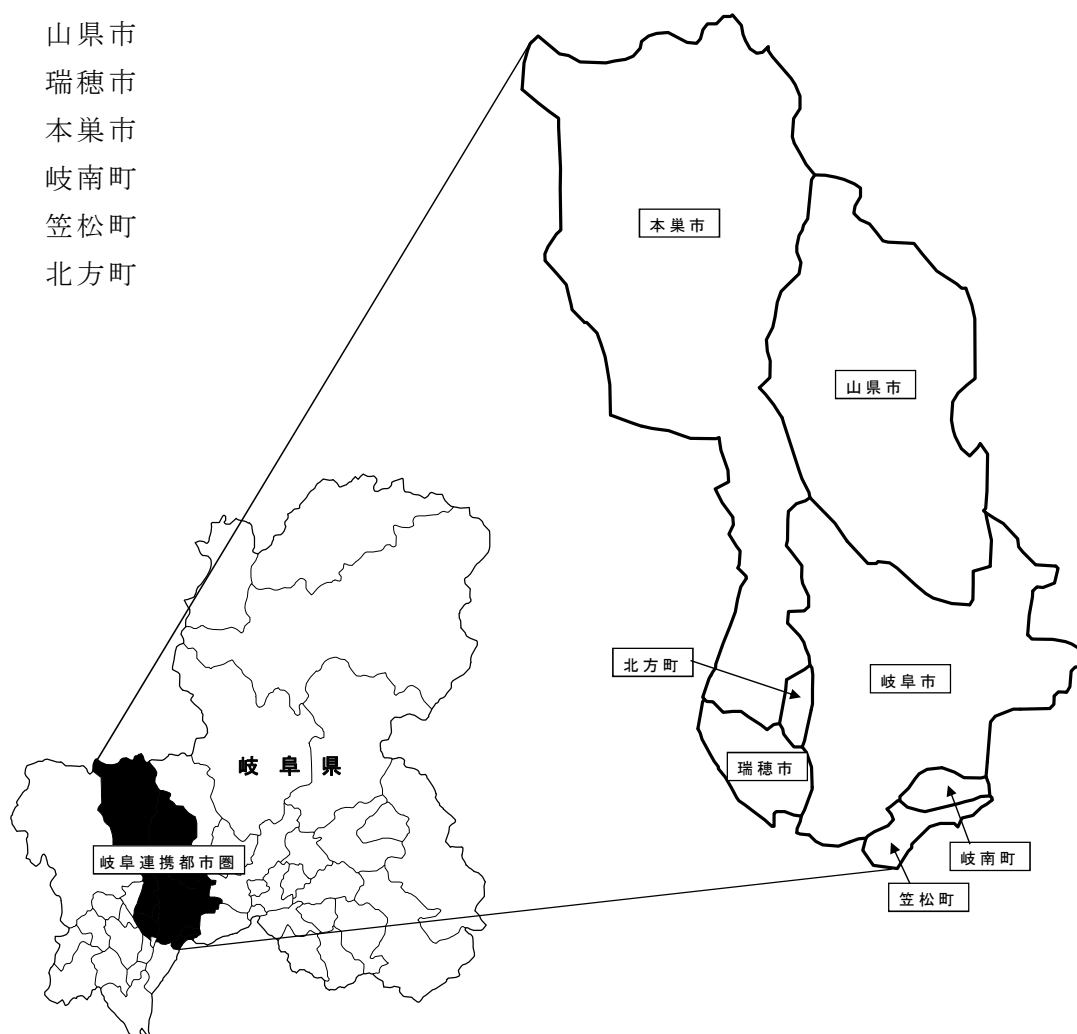 山県市
瑞穂市
本巣市
岐南町
笠松町
北方町
本巣市
山県市
北方町
岐阜市
瑞穂市
岐阜県
岐阜連携都市圏
岐南町
笠松町